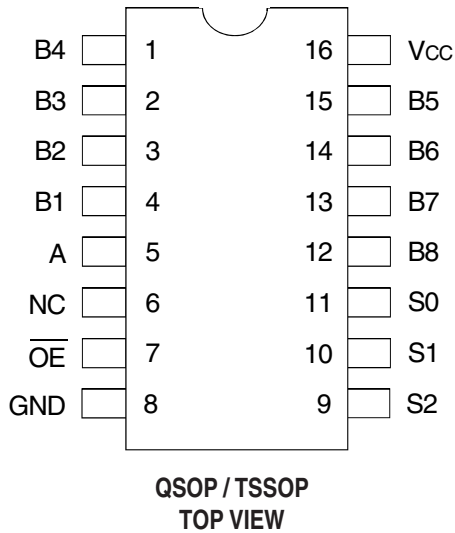 B4 1 16 Vcc
B3 2 15 B5
B2 3 14 B6
B1 4 13 B7
A 5 12 B8
NC 6 11 S0
O̅E̅ 7 10 S1
GND 8 9 S2
QSOP / TSSOP
TOP VIEW